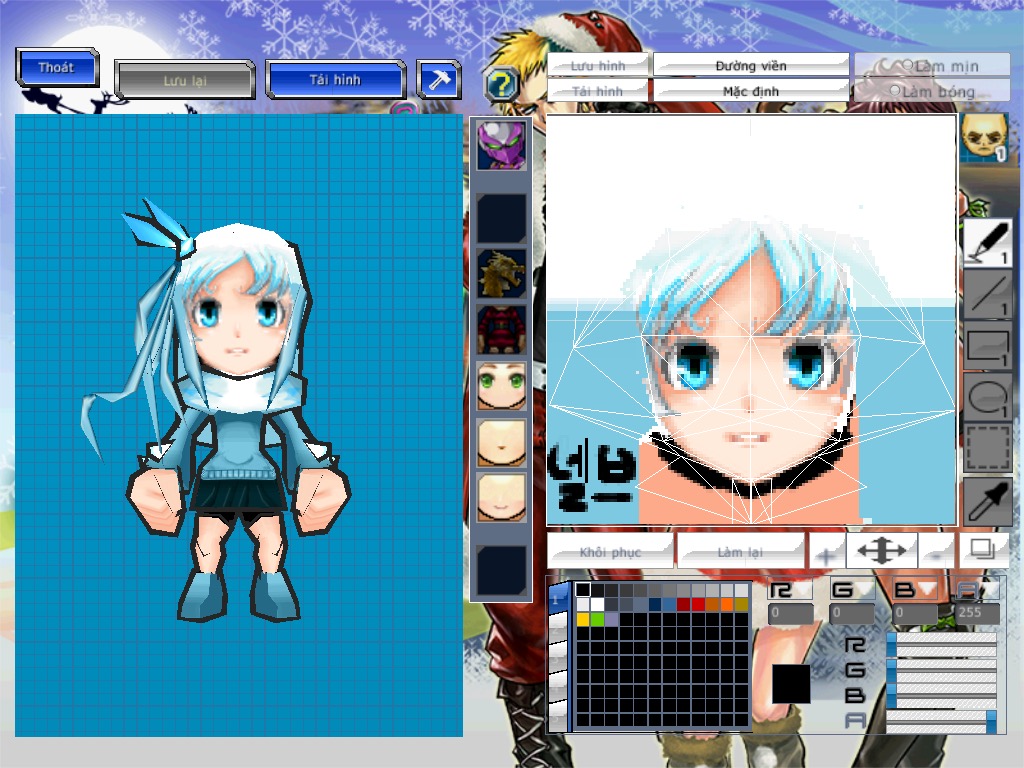 Thoát
Lưu lại
Tải hình
?
Lưu hình
Đường viền
Làm mịn
Tải hình
Mặc định
Làm bóng
1
1
1
1
1
Khôi phục
Làm lại
+
-
1
R G B A
0 0 0 255
R
G
B
A